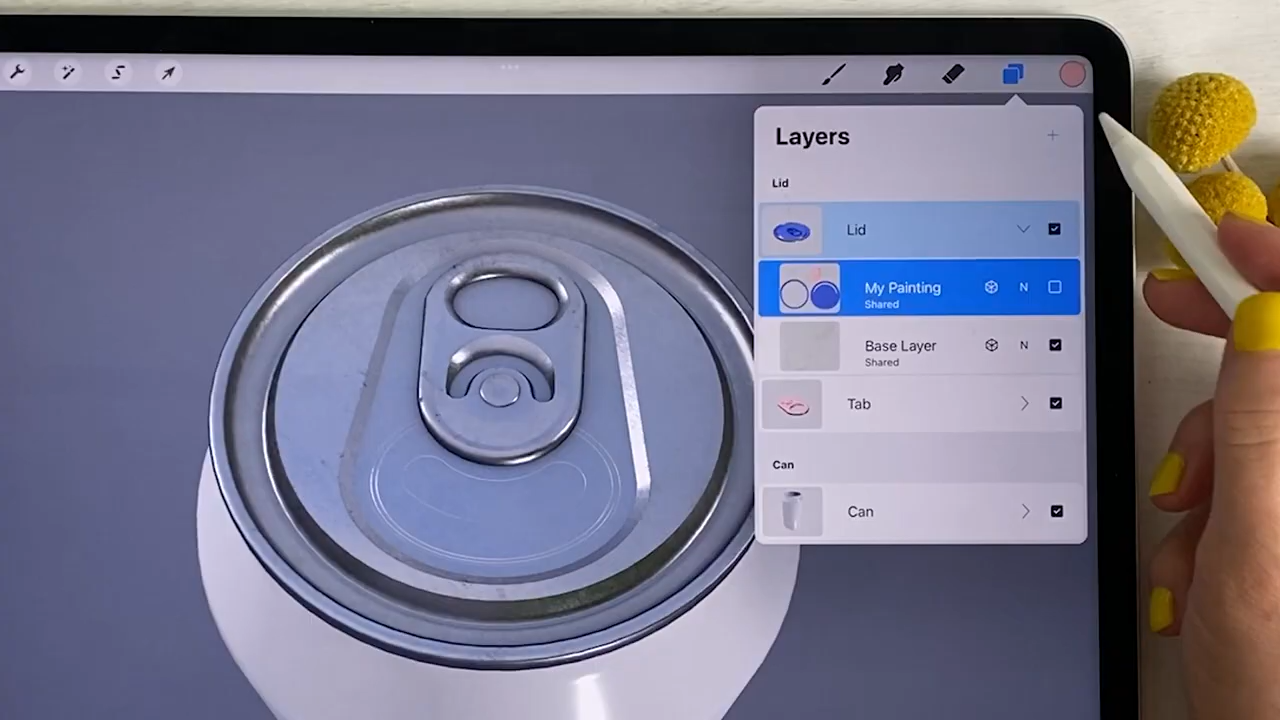 Layers
Lid
Lid
My Painting N
Shared
Base Layer N
Shared
Tab
Can
Can